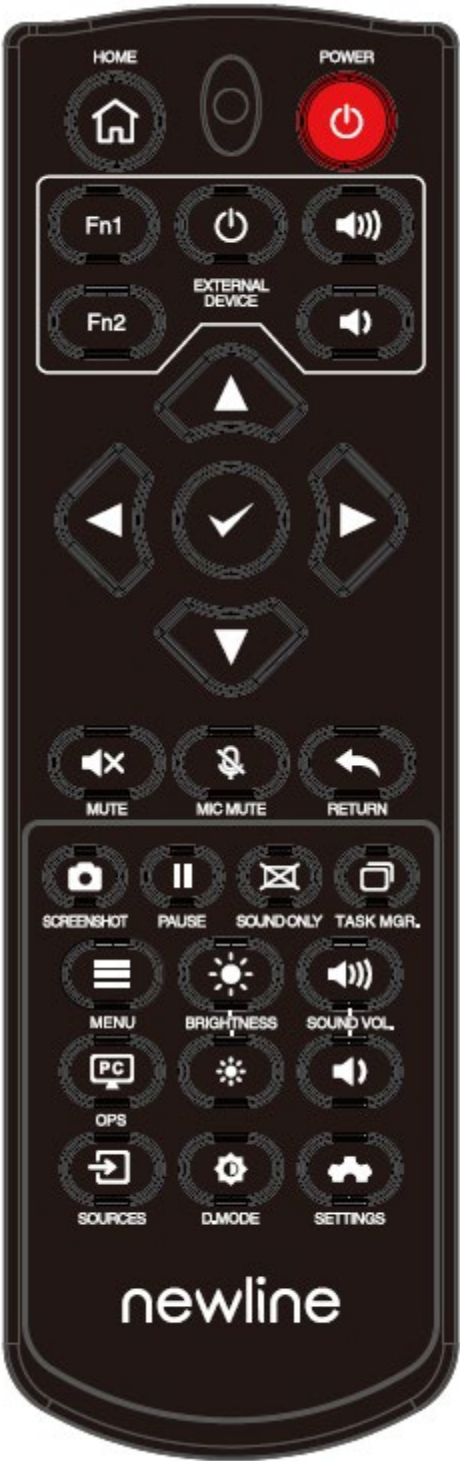 HOME POWER
Fn1
EXTERNAL
DEVICE
Fn2
MUTE MIC MUTE RETURN
SCREENSHOT PAUSE SOUND ONLY TASK MGR.
MENU BRIGHTNESS SOUND VOL.
PC
OPS
SOURCES D.MODE SETTINGS
newline